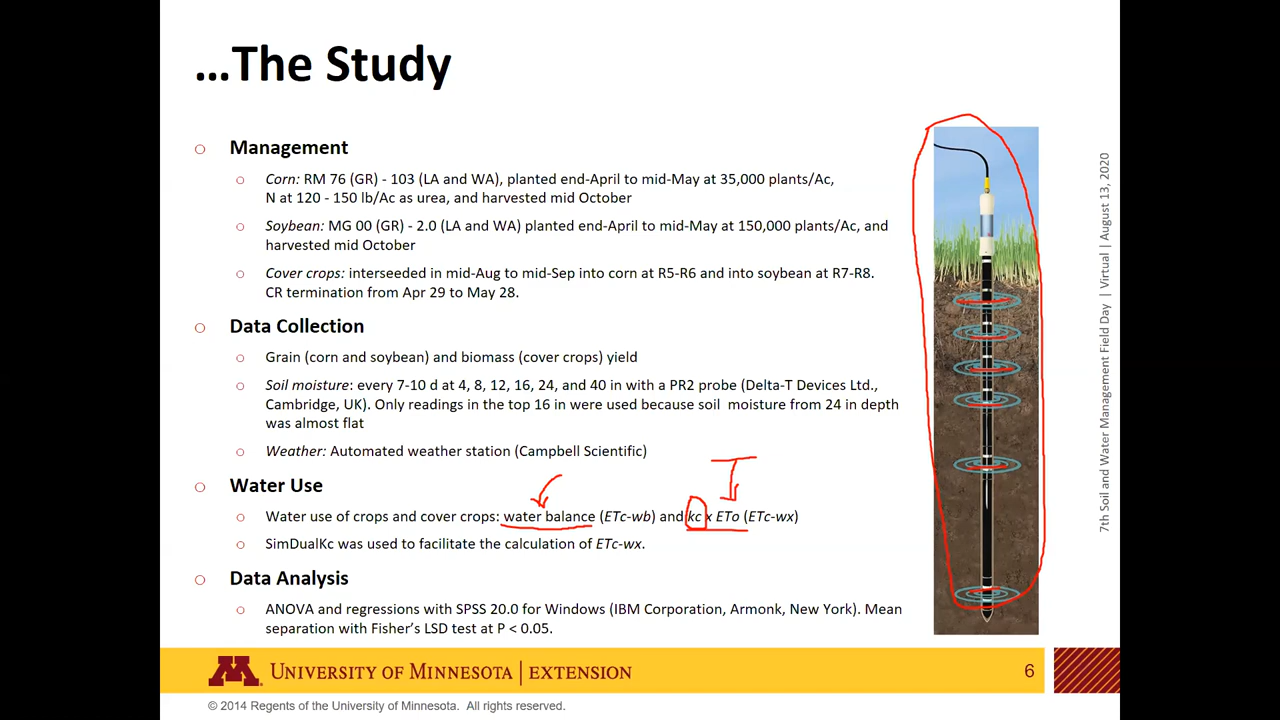 ...The Study
Management
Corn: RM 76 (GR) - 103 (LA and WA), planted end-April to mid-May at 35,000 plants/Ac,
N at 120 - 150 lb/Ac as urea, and harvested mid October
Soybean: MG 00 (GR) - 2.0 (LA and WA) planted end-April to mid-May at 150,000 plants/Ac, and
harvested mid October
Cover crops: interseeded in mid-Aug to mid-Sep into corn at R5-R6 and into soybean at R7-R8.
CR termination from Apr 29 to May 28.
Data Collection
Grain (corn and soybean) and biomass (cover crops) yield
Soil moisture: every 7-10 d at 4, 8, 12, 16, 24, and 40 in with a PR2 probe (Delta-T Devices Ltd.,
Cambridge, UK). Only readings in the top 16 in were used because soil moisture from 24 in depth
was almost flat
Weather: Automated weather station (Campbell Scientific)
Water Use
Water use of crops and cover crops: water balance (ETc-wb) and kc x ETo (ETc-wx)
SimDualKc was used to facilitate the calculation of ETc-wx.
Data Analysis
ANOVA and regressions with SPSS 20.0 for Windows (IBM Corporation, Armonk, New York). Mean
separation with Fisher's LSD test at P < 0.05.
7th Soil and Water Management Field Day | Virtual | August 13, 2020
M UNIVERSITY OF MINNESOTA | EXTENSION
6
© 2014 Regents of the University of Minnesota. All rights reserved.